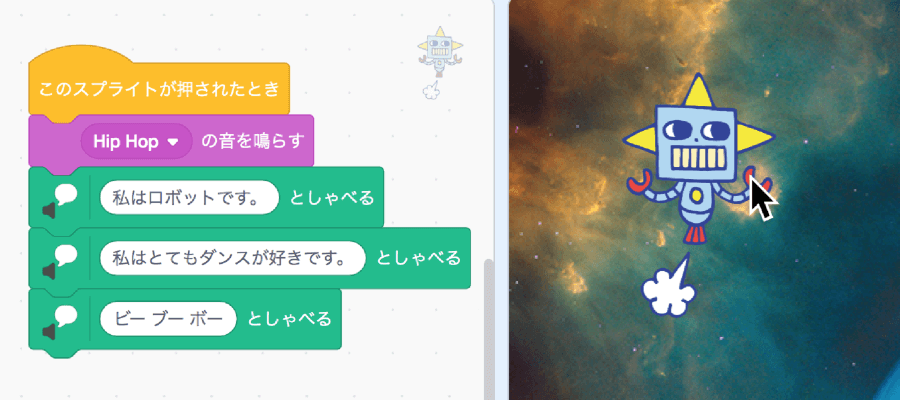 このスプライトが押されたとき
Hip Hop の音を鳴らす
私はロボットです。 としゃべる
私はとてもダンスが好きです。 としゃべる
ビー ブー ボー としゃべる